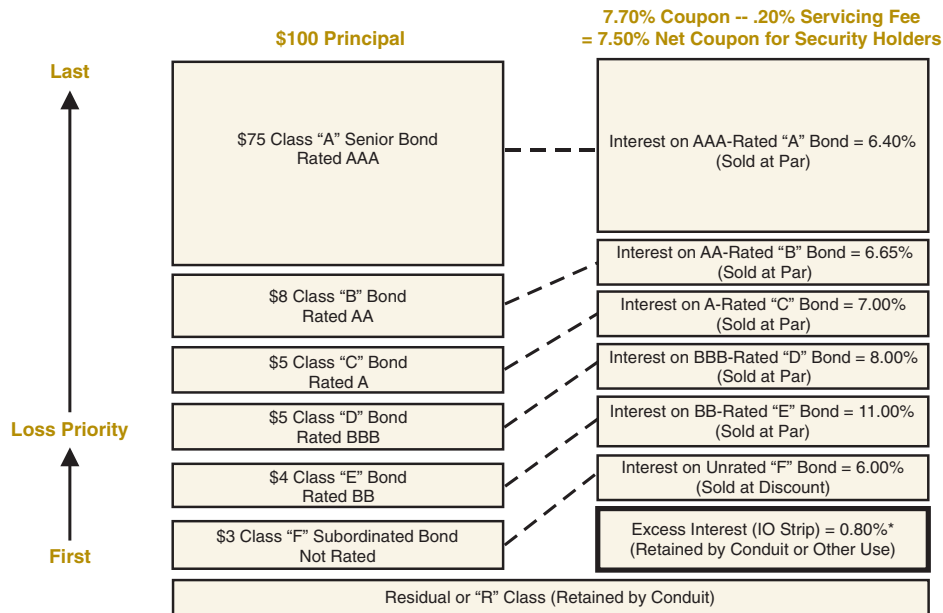 $100 Principal
7.70% Coupon -- .20% Servicing Fee
= 7.50% Net Coupon for Security Holders
Last
Loss Priority
First
$75 Class “A” Senior Bond
Rated AAA
Interest on AAA-Rated “A” Bond = 6.40%
(Sold at Par)
$8 Class “B” Bond
Rated AA
Interest on AA-Rated “B” Bond = 6.65%
(Sold at Par)
$5 Class “C” Bond
Rated A
Interest on A-Rated “C” Bond = 7.00%
(Sold at Par)
$5 Class “D” Bond
Rated BBB
Interest on BBB-Rated “D” Bond = 8.00%
(Sold at Par)
$4 Class “E” Bond
Rated BB
Interest on BB-Rated “E” Bond = 11.00%
(Sold at Par)
$3 Class “F” Subordinated Bond
Not Rated
Interest on Unrated “F” Bond = 6.00%
(Sold at Discount)
Excess Interest (IO Strip) = 0.80%*
(Retained by Conduit or Other Use)
Residual or “R” Class (Retained by Conduit)